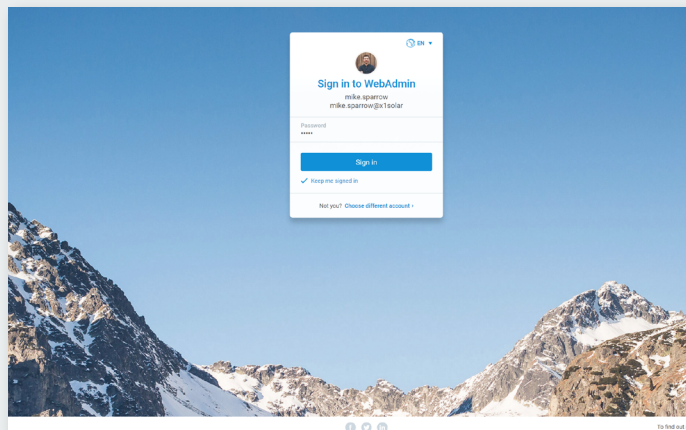 EN
Sign in to WebAdmin
mike.sparrow
mike.sparrow@x1solar
Password
Sign in
Keep me signed in
Not you? Choose different account ›
To find out